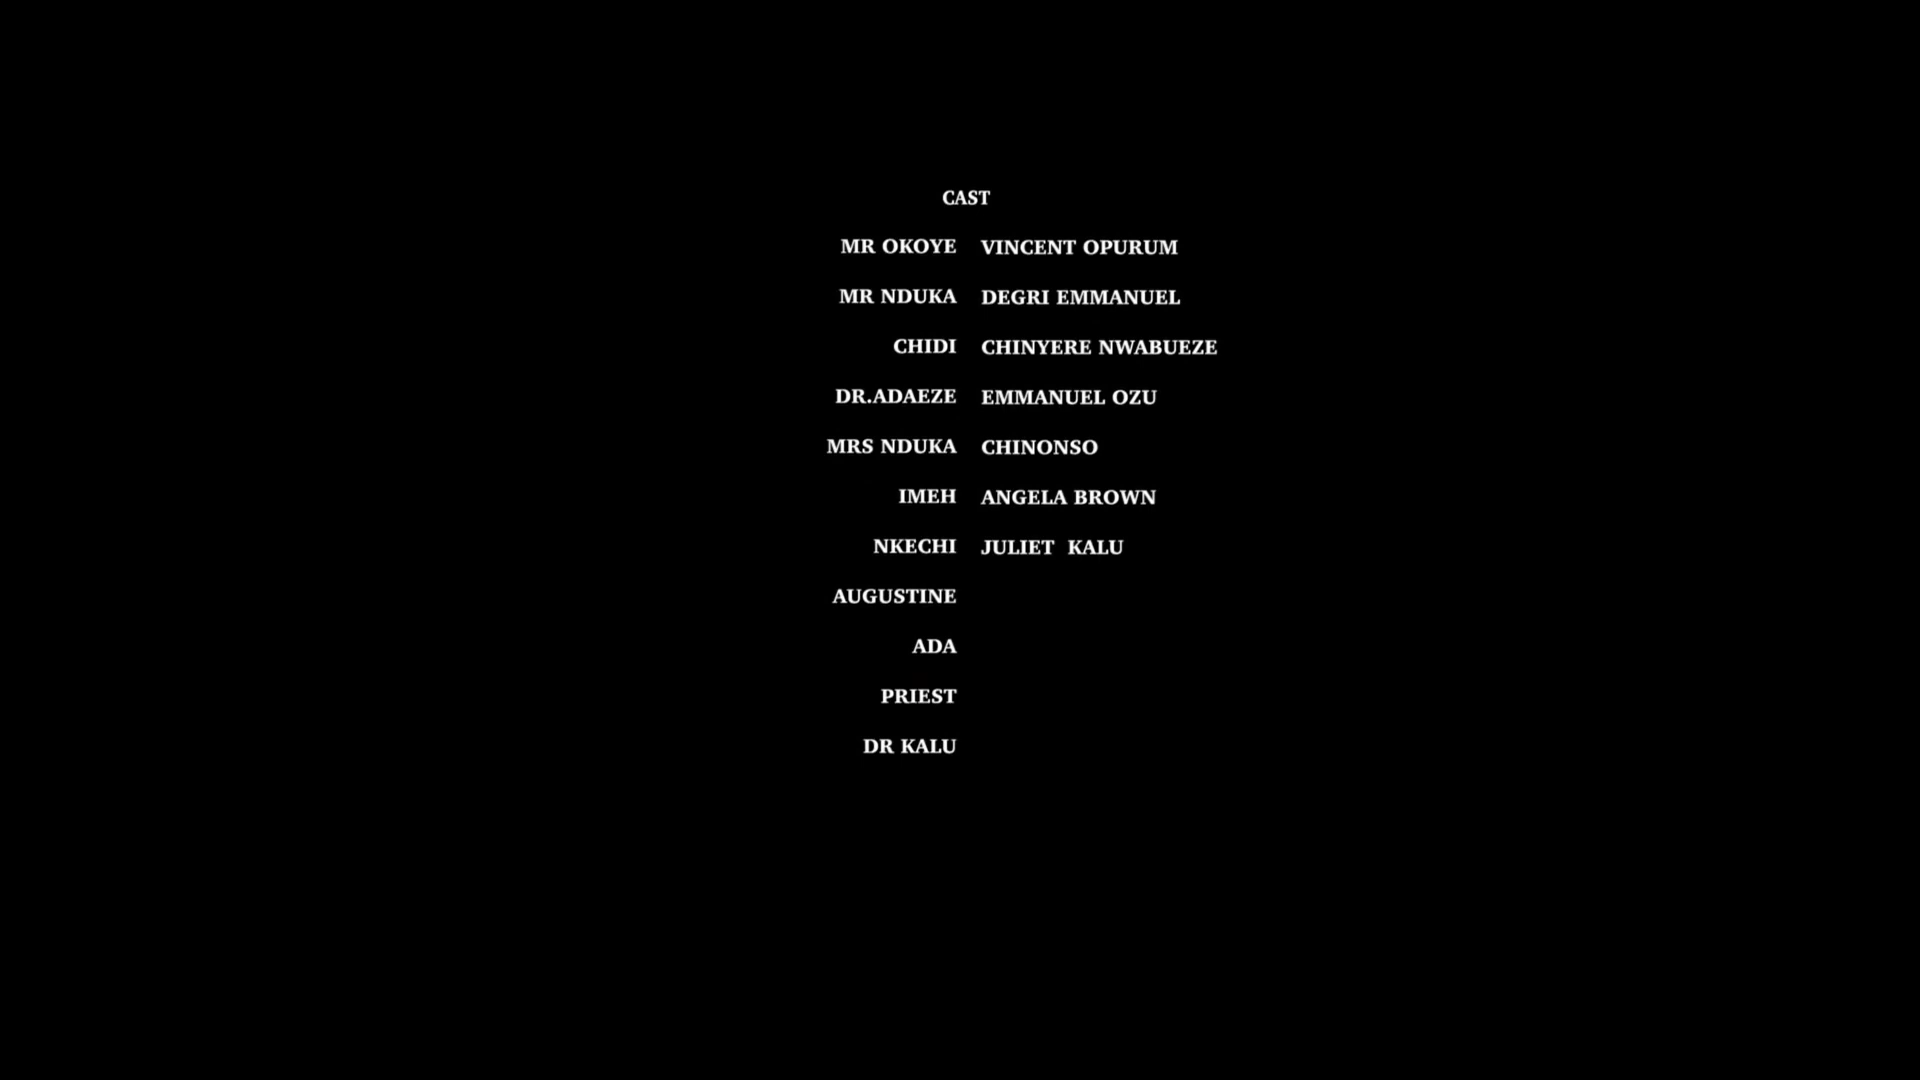 CAST
MR OKOYE VINCENT OPURUM
MR NDUKA DEGRI EMMANUEL
CHIDI CHINYERE NWABUEZE
DR.ADAEZE EMMANUEL OZU
MRS NDUKA CHINONSO
IMEH ANGELA BROWN
NKECHI JULIET KALU
AUGUSTINE
ADA
PRIEST
DR KALU